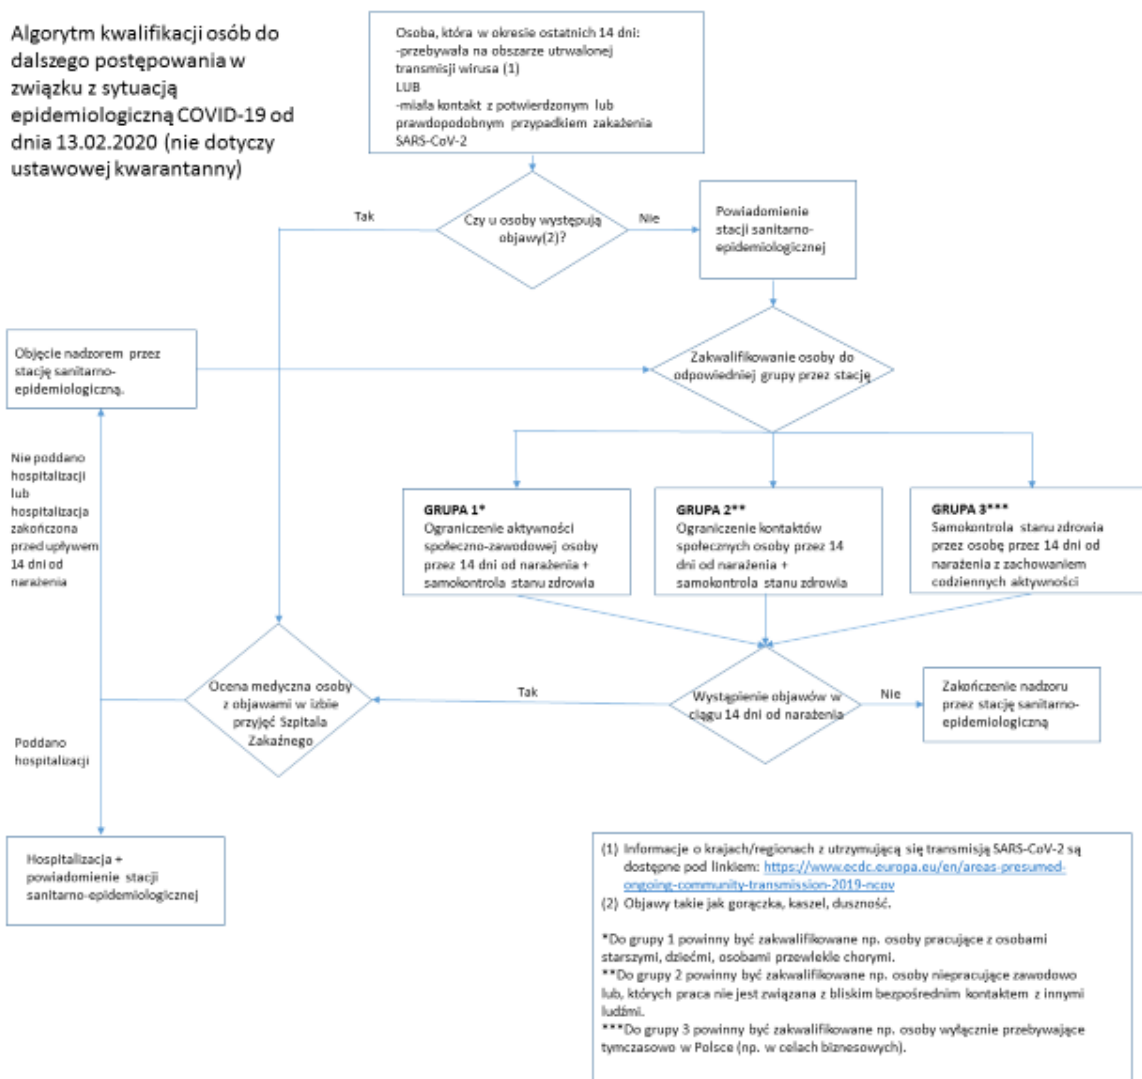 Algorytm kwalifikacji osób do
dalszego postępowania w
związku z sytuacją
epidemiologiczną COVID-19 od
dnia 13.02.2020 (nie dotyczy
ustawowej kwarantanny)
Osoba, która w okresie ostatnich 14 dni:
-przebywała na obszarze utrwalonej
transmisji wirusa (1)
LUB
-miała kontakt z potwierdzonym lub
prawdopodobnym przypadkiem zakażenia
SARS-CoV-2
Tak
Czy u osoby występują
objawy(2)?
Nie
Powiadomienie
stacji sanitarno-
epidemiologicznej
Objęcie nadzorem przez
stację sanitarno-
epidemiologiczną.
Zakwalifikowanie osoby do
odpowiedniej grupy przez stację
Nie poddano
hospitalizacji
lub
hospitalizacja
zakończona
przed upływem
14 dni od
narażenia
GRUPA 1*
Ograniczenie aktywności
społeczno-zawodowej osoby
przez 14 dni od narażenia +
samokontrola stanu zdrowia
GRUPA 2**
Ograniczenie kontaktów
społecznych osoby przez 14
dni od narażenia +
samokontrola stanu zdrowia
GRUPA 3***
Samokontrola stanu zdrowia
przez osobę przez 14 dni od
narażenia z zachowaniem
codziennych aktywności
Ocena medyczna osoby
z objawami w izbie
przyjęć Szpitala
Zakaźnego
Tak
Wystąpienie objawów w
ciągu 14 dni od narażenia
Nie
Zakończenie nadzoru
przez stację sanitarno-
epidemiologiczną
Poddano
hospitalizacji
Hospitalizacja +
powiadomienie stacji
sanitarno-epidemiologicznej
(1) Informacje o krajach/regionach z utrzymującą się transmisją SARS-CoV-2 są
dostępne pod linkiem: https://www.ecdc.europa.eu/en/areas-presumed-
ongoing-community-transmission-2019-ncov
(2) Objawy takie jak gorączka, kaszel, duszność.
*Do grupy 1 powinny być zakwalifikowane np. osoby pracujące z osobami
starszymi, dziećmi, osobami przewlekle chorymi.
**Do grupy 2 powinny być zakwalifikowane np. osoby niepracujące zawodowo
lub, których praca nie jest związana z bliskim bezpośrednim kontaktem z innymi
ludźmi.
***Do grupy 3 powinny być zakwalifikowane np. osoby wyłącznie przebywające
tymczasowo w Polsce (np. w celach biznesowych).